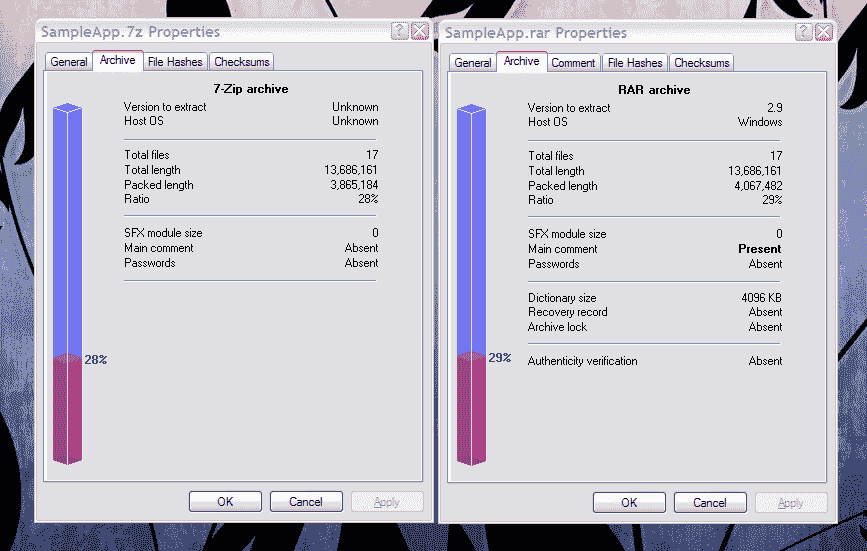 SampleApp.7z Properties
General Archive File Hashes Checksums
7-Zip archive
Version to extract Unknown
Host OS Unknown
Total files 17
Total length 13,686,161
Packed length 3,865,184
Ratio 28%
SFX module size 0
Main comment Absent
Passwords Absent
28%
OK Cancel Apply
SampleApp.rar Properties
General Archive Comment File Hashes Checksums
RAR archive
Version to extract 2.9
Host OS Windows
Total files 17
Total length 13,686,161
Packed length 4,067,482
Ratio 29%
SFX module size 0
Main comment Present
Passwords Absent
Dictionary size 4096 KB
Recovery record Absent
Archive lock Absent
29%
Authenticity verification Absent
OK Cancel Apply